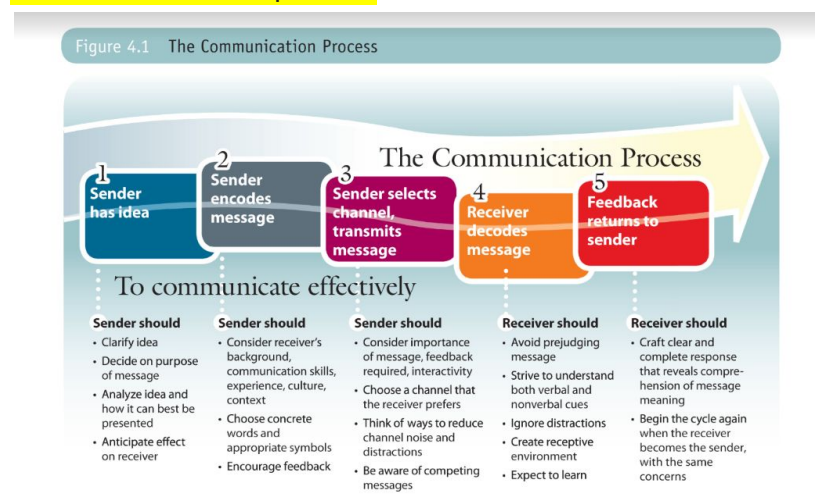 Figure 4.1 The Communication Process
The Communication Process
1
Sender
has idea
2
Sender
encodes
message
3
Sender selects
channel,
transmits
message
4
Receiver
decodes
message
5
Feedback
returns to
sender
To communicate effectively
Sender should
• Clarify idea
• Decide on purpose
of message
• Analyze idea and
how it can best be
presented
• Anticipate effect
on receiver
Sender should
• Consider receiver's
background,
communication skills,
experience, culture,
context
• Choose concrete
words and
appropriate symbols
• Encourage feedback
Sender should
• Consider importance
of message, feedback
required, interactivity
• Choose a channel that
the receiver prefers
• Think of ways to reduce
channel noise and
distractions
• Be aware of competing
messages
Receiver should
• Avoid prejudging
message
• Strive to understand
both verbal and
nonverbal cues
• Ignore distractions
• Create receptive
environment
• Expect to learn
Receiver should
• Craft clear and
complete response
that reveals compre-
hension of message
meaning
• Begin the cycle again
when the receiver
becomes the sender,
with the same
concerns